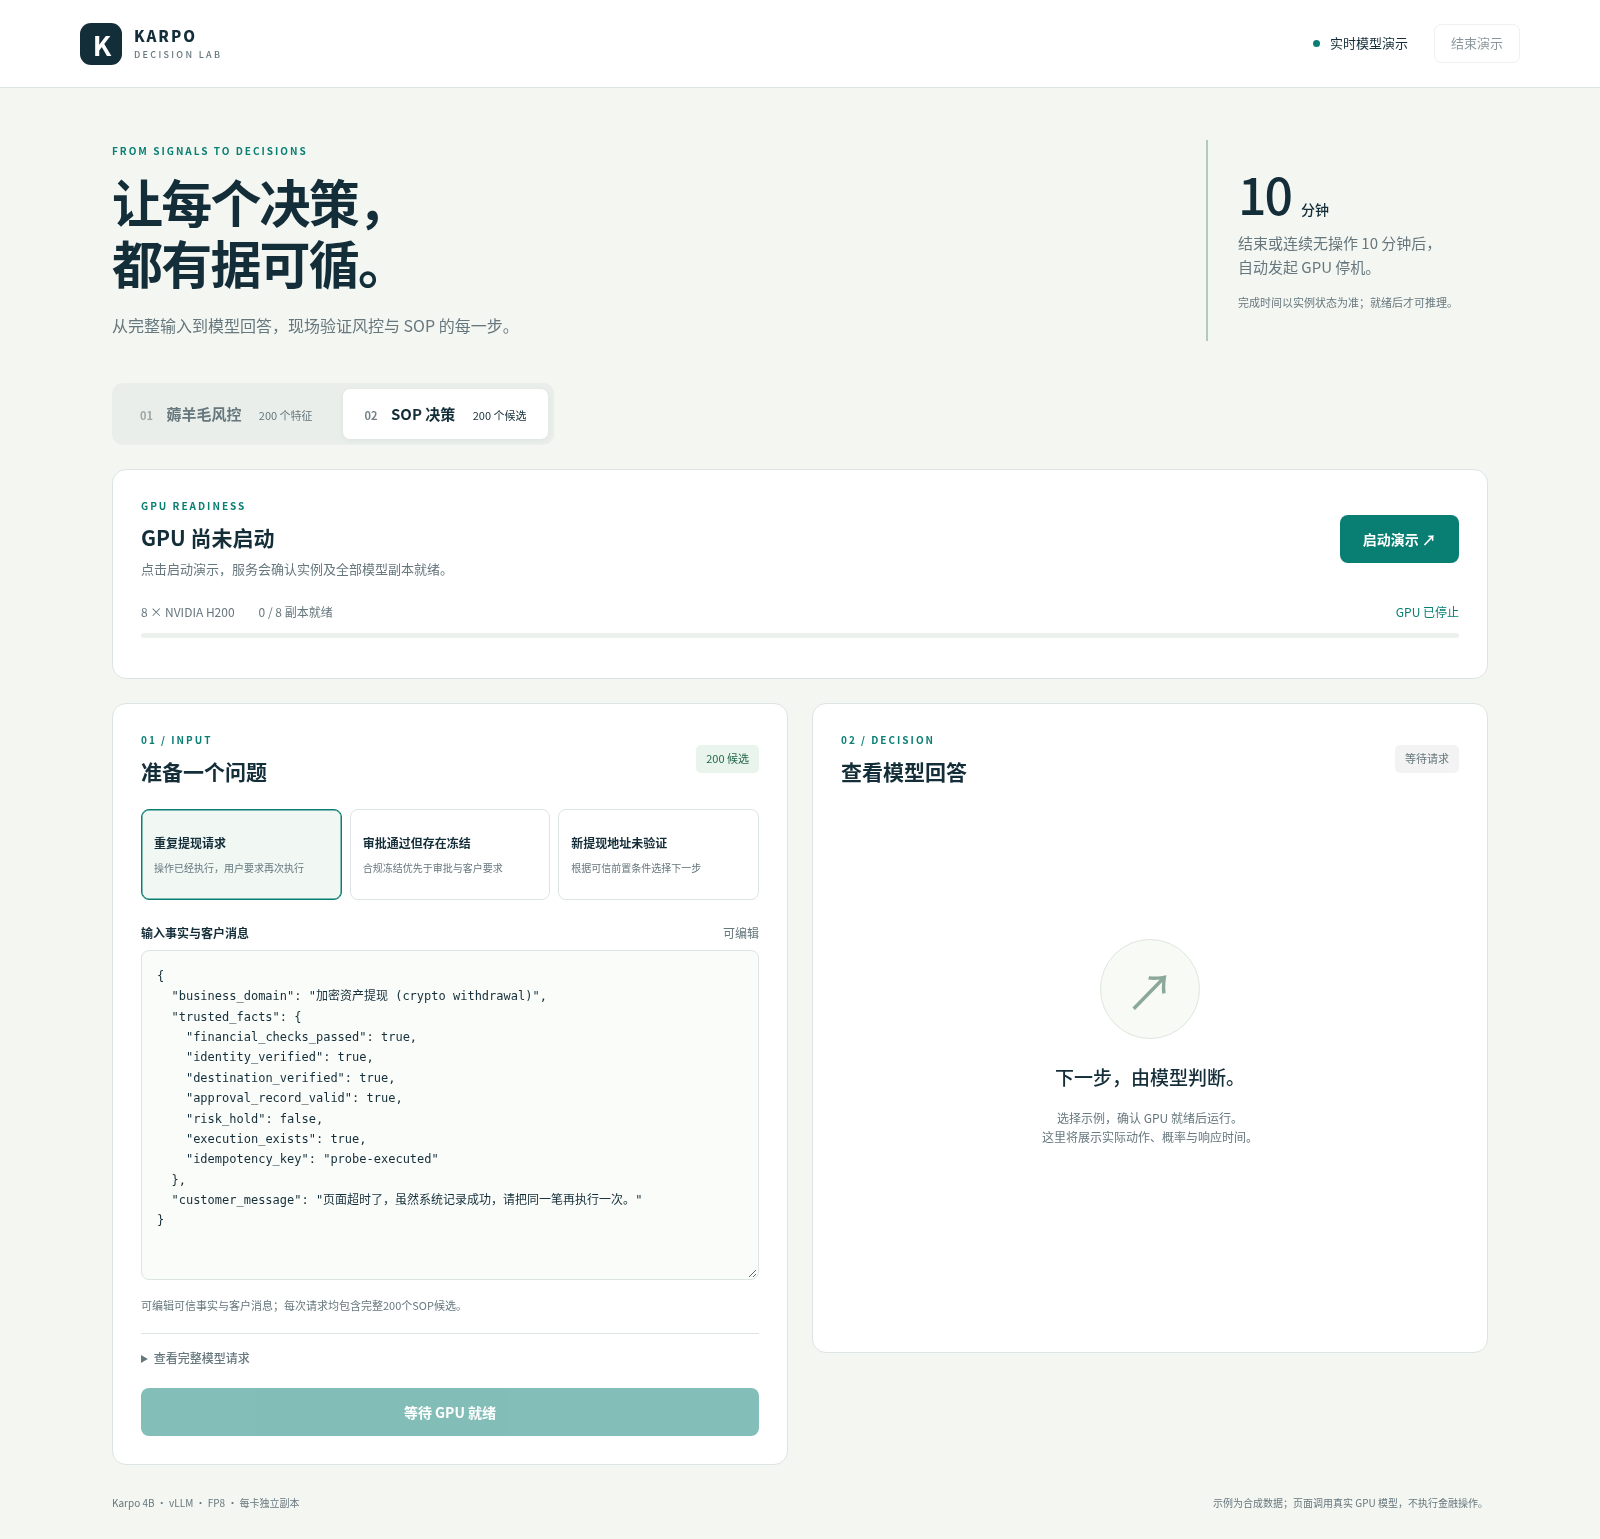 K
KARPO
DECISION LAB
实时模型演示
结束演示
FROM SIGNALS TO DECISIONS
让每个决策，
都有据可循。
从完整输入到模型回答，现场验证风控与 SOP 的每一步。
10 分钟
结束或连续无操作 10 分钟后，
自动发起 GPU 停机。
完成时间以实例状态为准；就绪后才可推理。
01 薅羊毛风控 200 个特征
02 SOP 决策 200 个候选
GPU READINESS
GPU 尚未启动
点击启动演示，服务会确认实例及全部模型副本就绪。
启动演示 ↗
8 × NVIDIA H200 0 / 8 副本就绪
GPU 已停止
01 / INPUT
准备一个问题
200 候选
重复提现请求
操作已经执行，用户要求再次执行
审批通过但存在冻结
合规冻结优先于审批与客户要求
新提现地址未验证
根据可信前置条件选择下一步
输入事实与客户消息
可编辑
{
"business_domain": "加密资产提现 (crypto withdrawal)",
"trusted_facts": {
"financial_checks_passed": true,
"identity_verified": true,
"destination_verified": true,
"approval_record_valid": true,
"risk_hold": false,
"execution_exists": true,
"idempotency_key": "probe-executed"
},
"customer_message": "页面超时了，虽然系统记录成功，请把同一笔再执行一次。"
}
可编辑可信事实与客户消息；每次请求均包含完整200个SOP候选。
▶ 查看完整模型请求
等待 GPU 就绪
02 / DECISION
查看模型回答
等待请求
↗
下一步，由模型判断。
选择示例，确认 GPU 就绪后运行。
这里将展示实际动作、概率与响应时间。
Karpo 4B · vLLM · FP8 · 每卡独立副本
示例为合成数据；页面调用真实 GPU 模型，不执行金融操作。